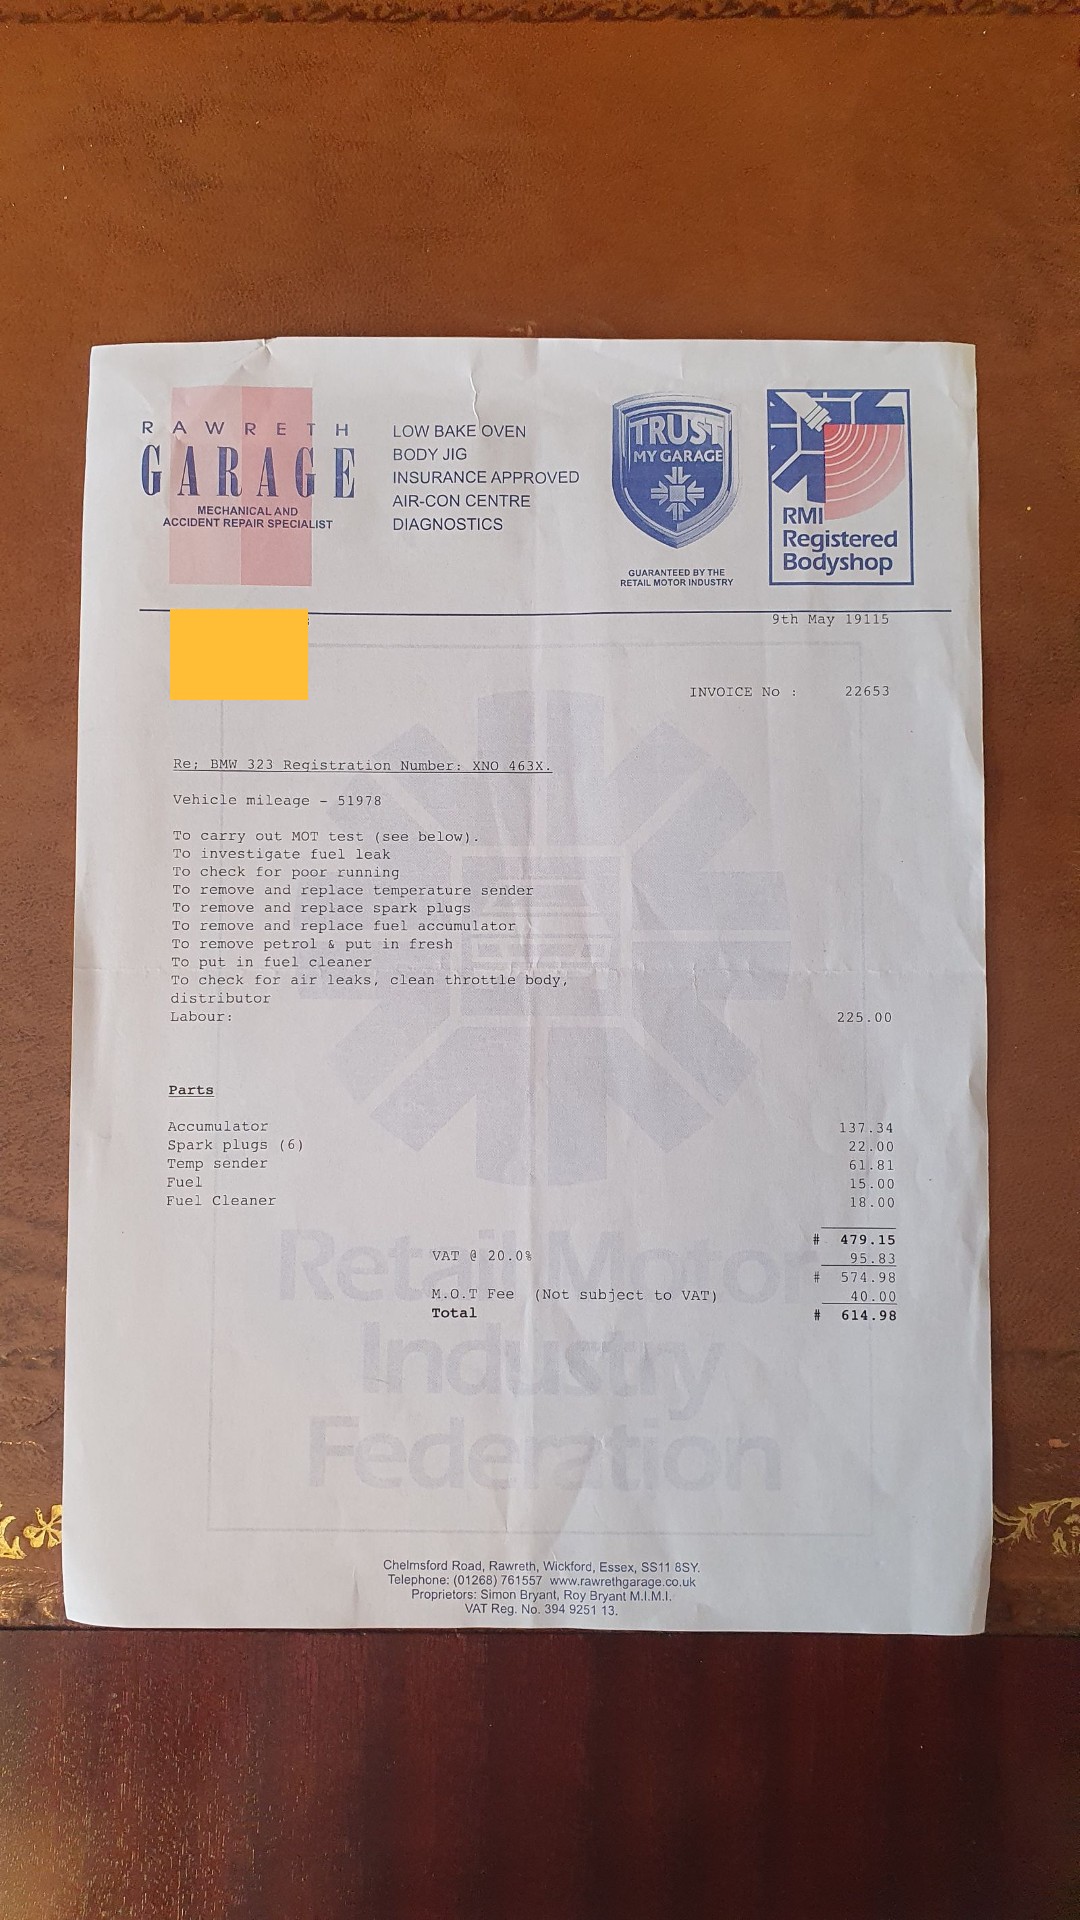 RAWRETH
GARAGE
MECHANICAL AND
ACCIDENT REPAIR SPECIALIST
LOW BAKE OVEN
BODY JIG
INSURANCE APPROVED
AIR-CON CENTRE
DIAGNOSTICS
TRUST
MY GARAGE
GUARANTEED BY THE
RETAIL MOTOR INDUSTRY
RMI
Registered
Bodyshop
9th May 19115
INVOICE No : 22653
Re; BMW 323 Registration Number: XNO 463X.
Vehicle mileage - 51978
To carry out MOT test (see below).
To investigate fuel leak
To check for poor running
To remove and replace temperature sender
To remove and replace spark plugs
To remove and replace fuel accumulator
To remove petrol & put in fresh
To put in fuel cleaner
To check for air leaks, clean throttle body,
distributor
Labour: 225.00
Parts
Accumulator 137.34
Spark plugs (6) 22.00
Temp sender 61.81
Fuel 15.00
Fuel Cleaner 18.00
# 479.15
VAT @ 20.0% 95.83
# 574.98
M.O.T Fee (Not subject to VAT) 40.00
Total # 614.98
Retail Motor
Industry
Federation
Chelmsford Road, Rawreth, Wickford, Essex, SS11 8SY.
Telephone: (01268) 761557 www.rawrethgarage.co.uk
Proprietors: Simon Bryant, Roy Bryant M.I.M.I.
VAT Reg. No. 394 9251 13.